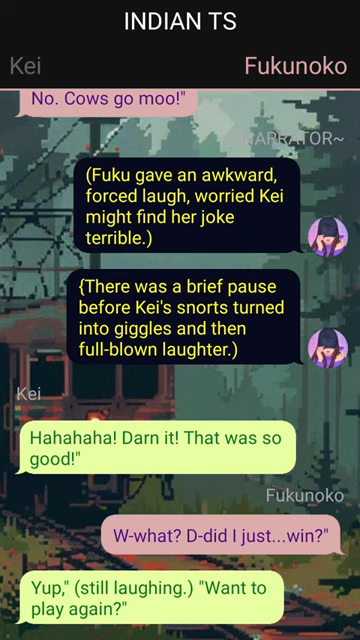 INDIAN TS
Kei
Fukunoko
No. Cows go moo!"
NARRATOR~
(Fuku gave an awkward,
forced laugh, worried Kei
might find her joke
terrible.)
{There was a brief pause
before Kei's snorts turned
into giggles and then
full-blown laughter.)
Kei
Hahahaha! Darn it! That was so
good!"
Fukunoko
W-what? D-did I just...win?"
Yup," (still laughing.) "Want to
play again?"